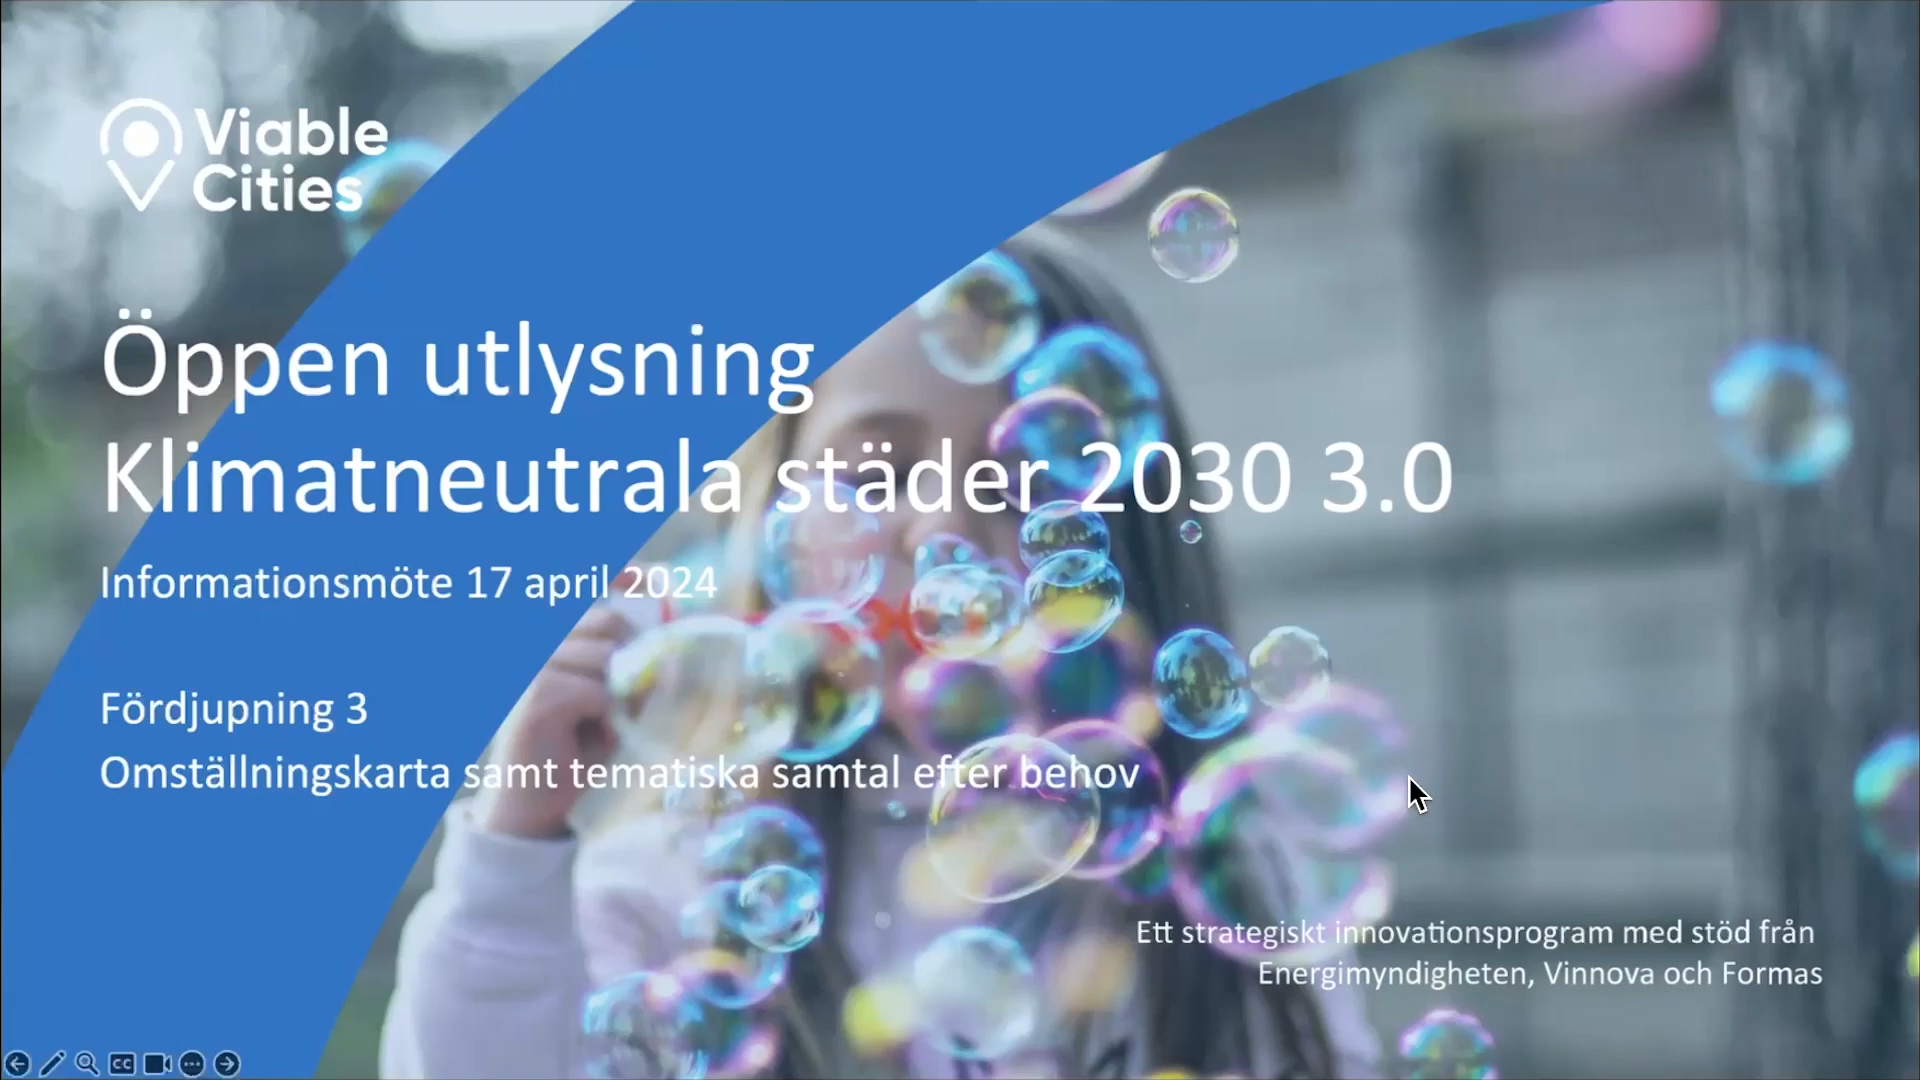 Viable
Cities
Öppen utlysning
Klimatneutrala städer 2030 3.0
Informationsmöte 17 april 2024
Fördjupning 3
Omställningskarta samt tematiska samtal efter behov
Ett strategiskt innovationsprogram med stöd från
Energimyndigheten, Vinnova och Formas
CC